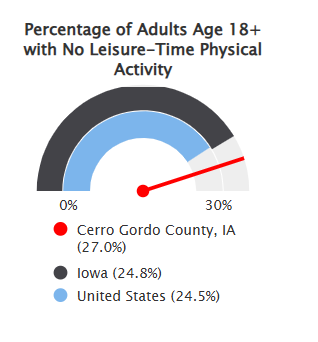 Percentage of Adults Age 18+
with No Leisure-Time Physical
Activity
0%
30%
Cerro Gordo County, IA
(27.0%)
Iowa (24.8%)
United States (24.5%)